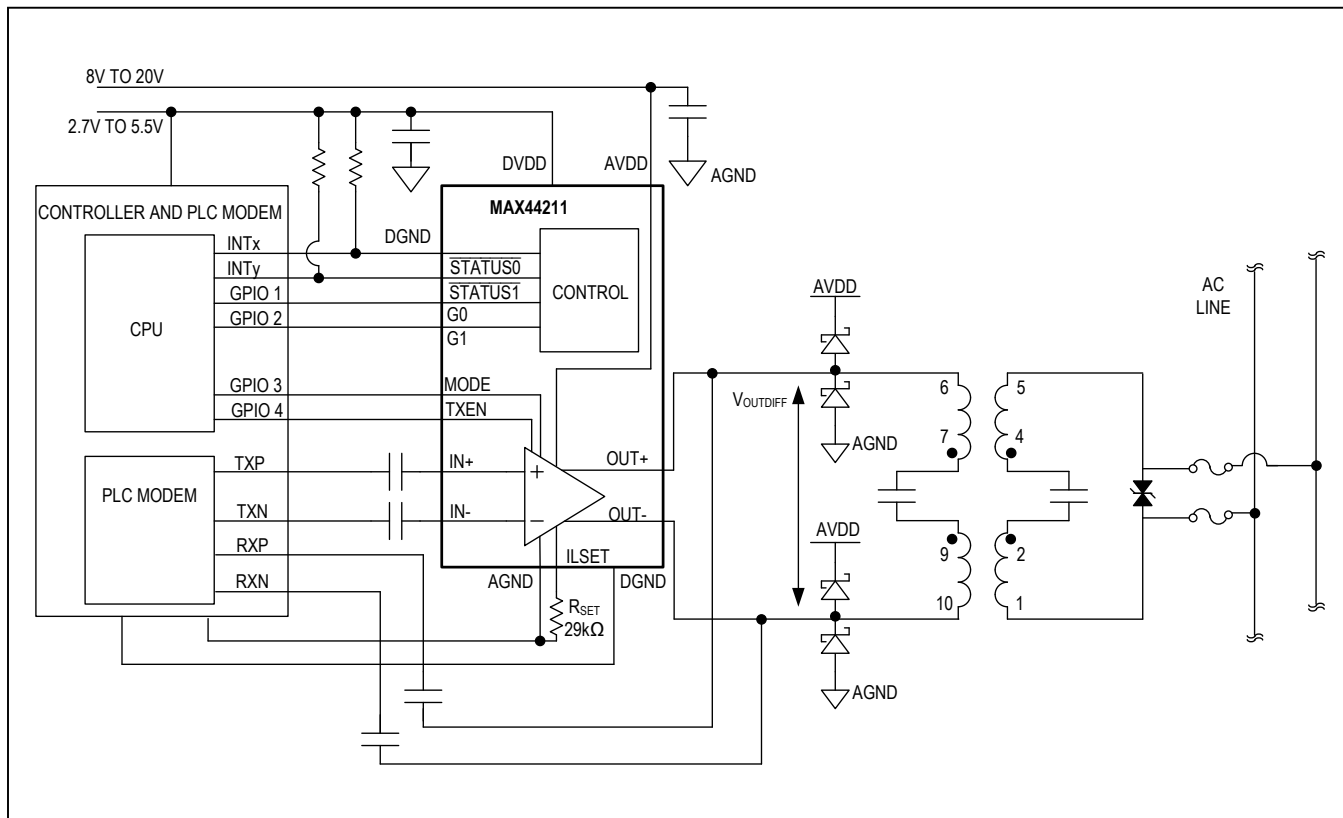 8V TO 20V
2.7V TO 5.5V
DVDD
AVDD
AGND
CONTROLLER AND PLC MODEM
MAX44211
CPU
INTx
INTy
GPIO 1
GPIO 2
GPIO 3
GPIO 4
DGND
STATUS0
STATUS1
G0
G1
CONTROL
MODE
TXEN
PLC MODEM
TXP
TXN
RXP
RXN
IN+
IN-
+
−
OUT+
OUT-
ILSET
AGND
DGND
RSET
29kΩ
AVDD
AGND
VOUTDIFF
AVDD
AGND
6
7
9
10
5
4
2
1
AC
LINE